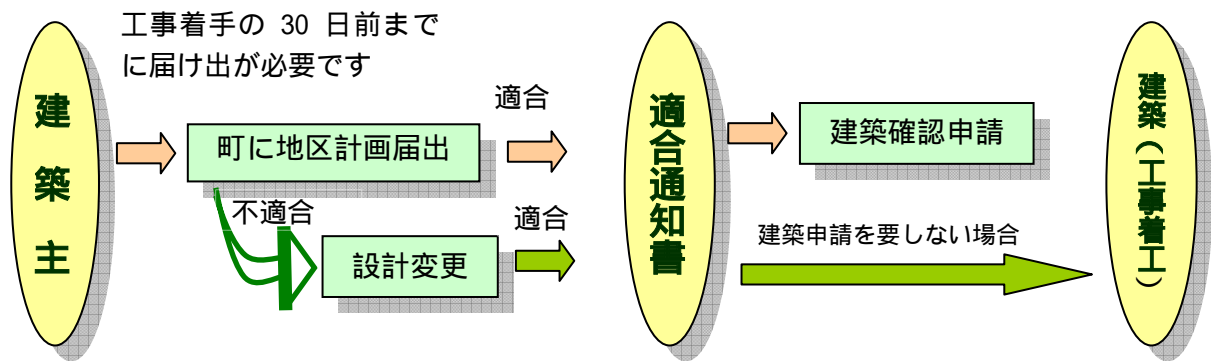 工事着手の 30 日前まで
に届け出が必要です
建築主
町に地区計画届出
適合
不適合
設計変更
適合
適合通知書
建築確認申請
建築申請を要しない場合
建築(工事着工)